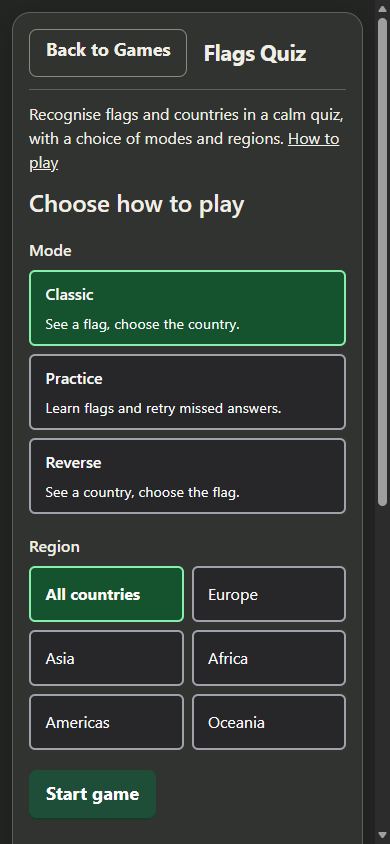 Back to Games
Flags Quiz
Recognise flags and countries in a calm quiz,
with a choice of modes and regions. How to
play
Choose how to play
Mode
Classic
See a flag, choose the country.
Practice
Learn flags and retry missed answers.
Reverse
See a country, choose the flag.
Region
All countries
Europe
Asia
Africa
Americas
Oceania
Start game